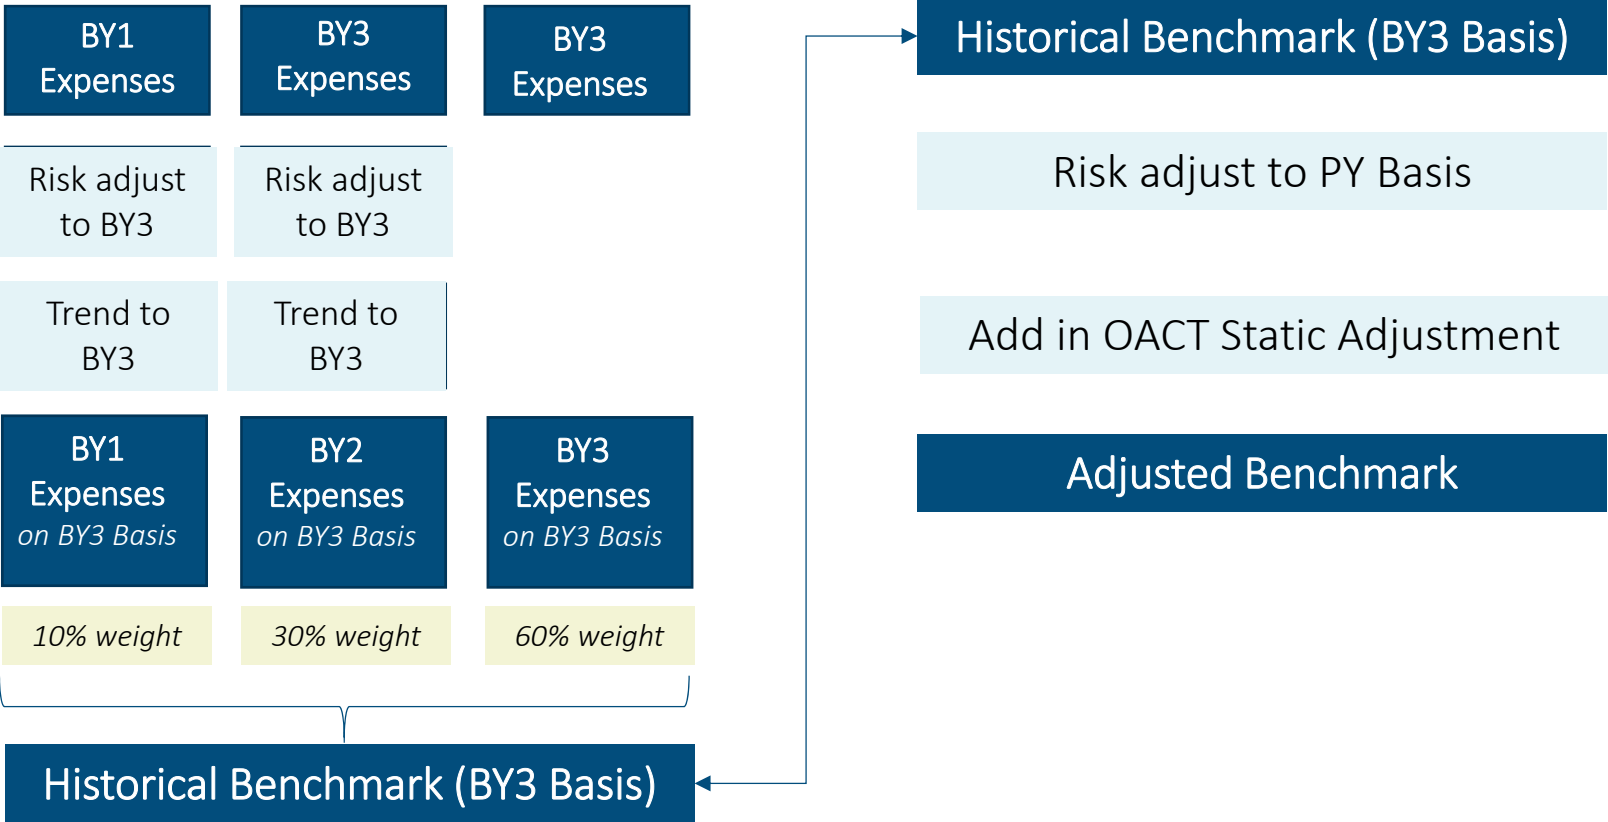 BY1
Expenses
BY3
Expenses
BY3
Expenses
Risk adjust
to BY3
Risk adjust
to BY3
Trend to
BY3
Trend to
BY3
BY1
Expenses
on BY3 Basis
BY2
Expenses
on BY3 Basis
BY3
Expenses
on BY3 Basis
10% weight
30% weight
60% weight
Historical Benchmark (BY3 Basis)
Historical Benchmark (BY3 Basis)
Risk adjust to PY Basis
Add in OACT Static Adjustment
Adjusted Benchmark